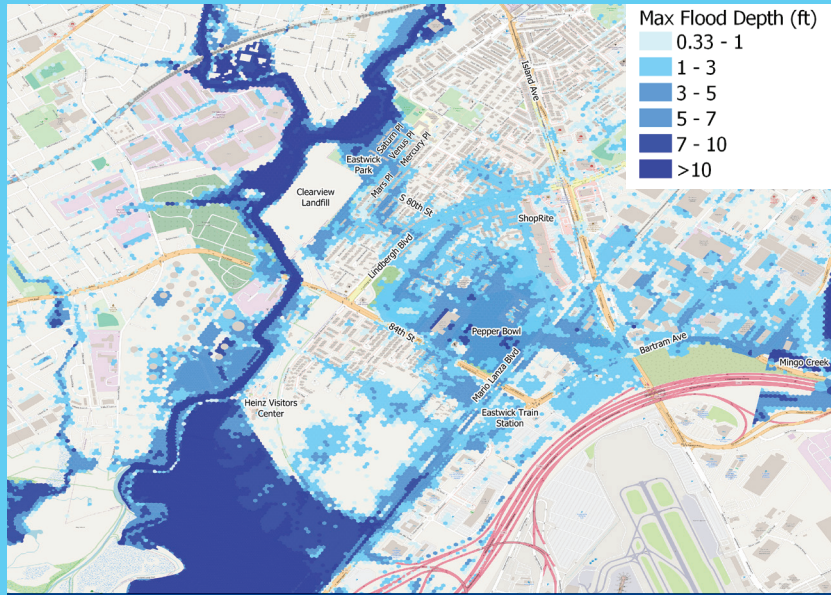 Max Flood Depth (ft)
0.33 - 1
1 - 3
3 - 5
5 - 7
7 - 10
>10
Island Ave
Saturn Pl
Venus Pl
Mercury Pl
Eastwick
Park
Mars Pl
Clearview
Landfill
S 80th St
ShopRite
Lindbergh Blvd
84th St
Pepper Bowl
Bartram Ave
Mingo Creek
Mario Lanza Blvd
Heinz Visitors
Center
Eastwick Train
Station